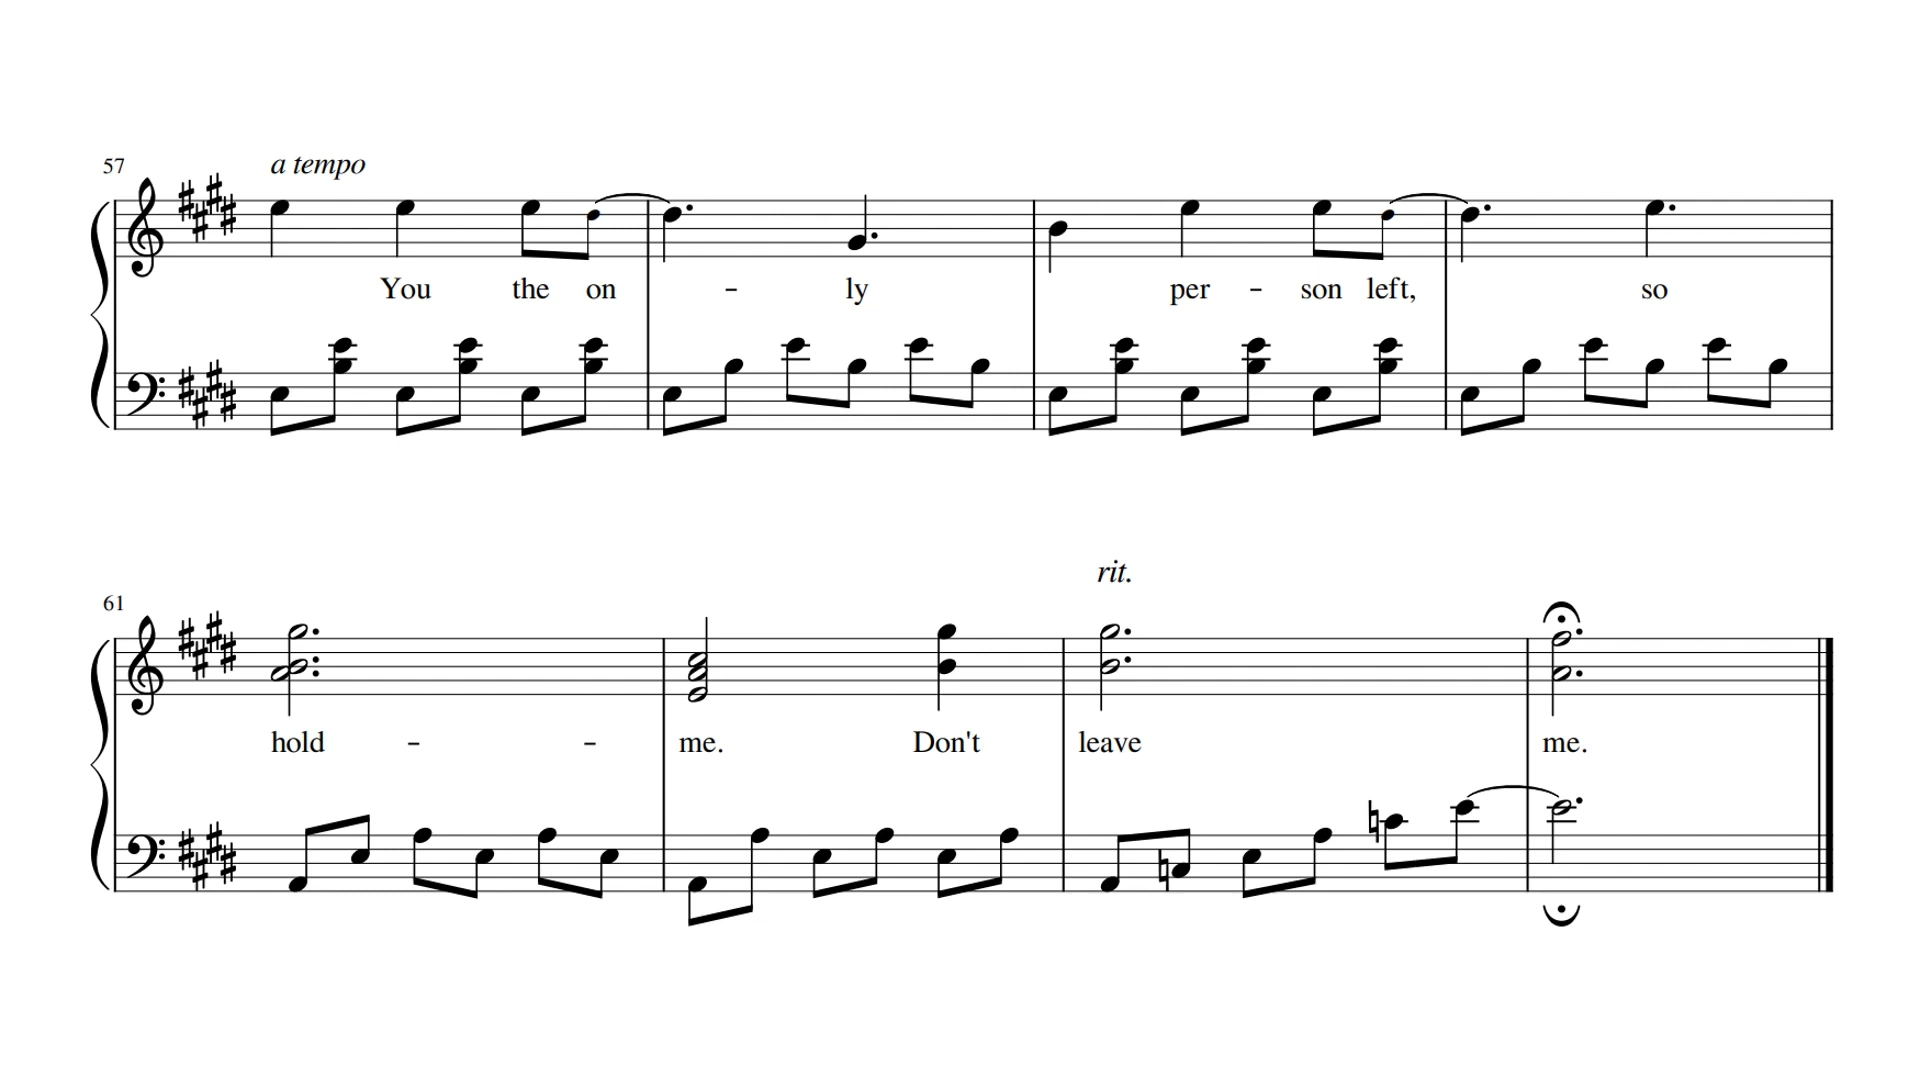 57
a tempo
You the on - ly per - son left, so
61
rit.
hold - - me. Don't leave me.